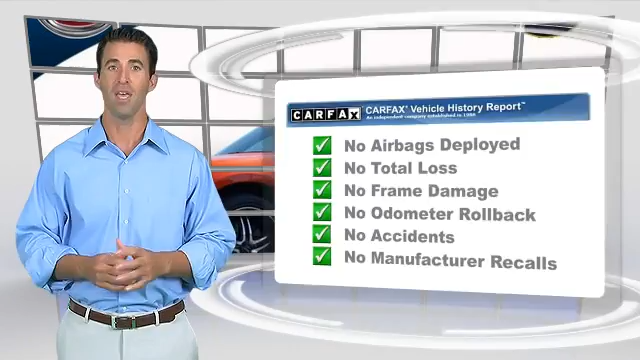 CARFAX CARFAX® Vehicle History Report™
An independent company established in 1986
No Airbags Deployed
No Total Loss
No Frame Damage
No Odometer Rollback
No Accidents
No Manufacturer Recalls